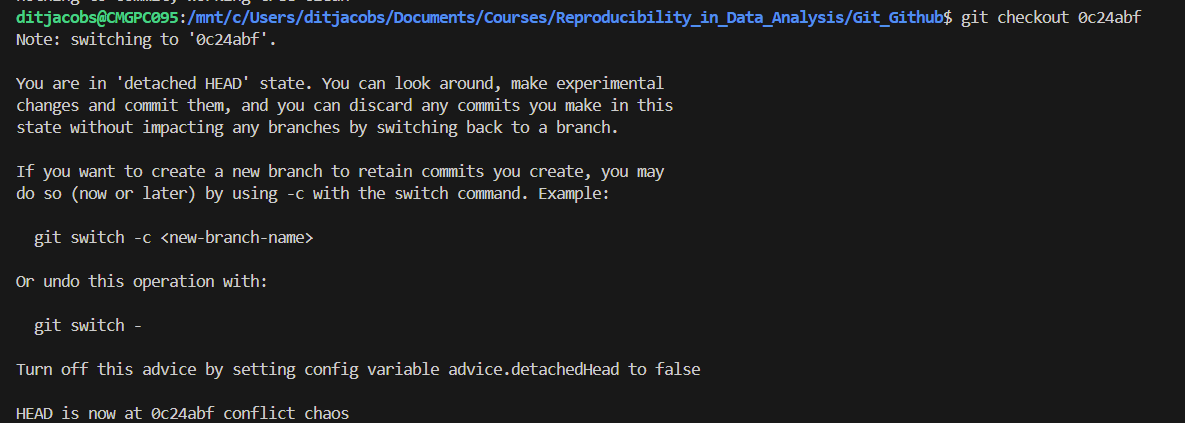 ditjacobs@CMGPC095:/mnt/c/Users/ditjacobs/Documents/Courses/Reproducibility_in_Data_Analysis/Git_Github$ git checkout 0c24abf
Note: switching to '0c24abf'.
You are in 'detached HEAD' state. You can look around, make experimental
changes and commit them, and you can discard any commits you make in this
state without impacting any branches by switching back to a branch.
If you want to create a new branch to retain commits you create, you may
do so (now or later) by using -c with the switch command. Example:
git switch -c <new-branch-name>
Or undo this operation with:
git switch -
Turn off this advice by setting config variable advice.detachedHead to false
HEAD is now at 0c24abf conflict chaos